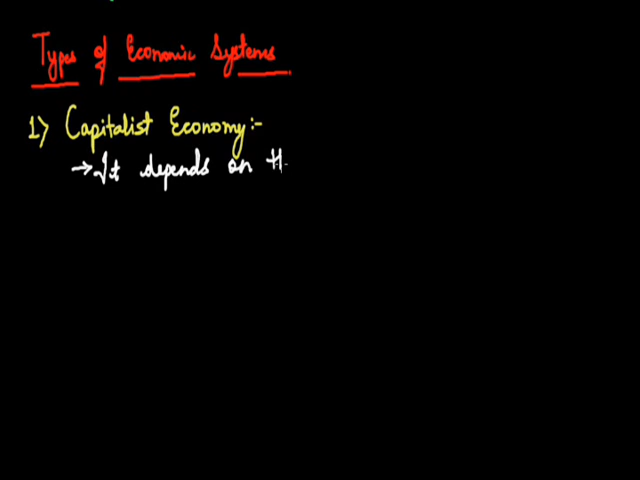 Types of Economic Systems
1) Capitalist Economy:-
→It depends on